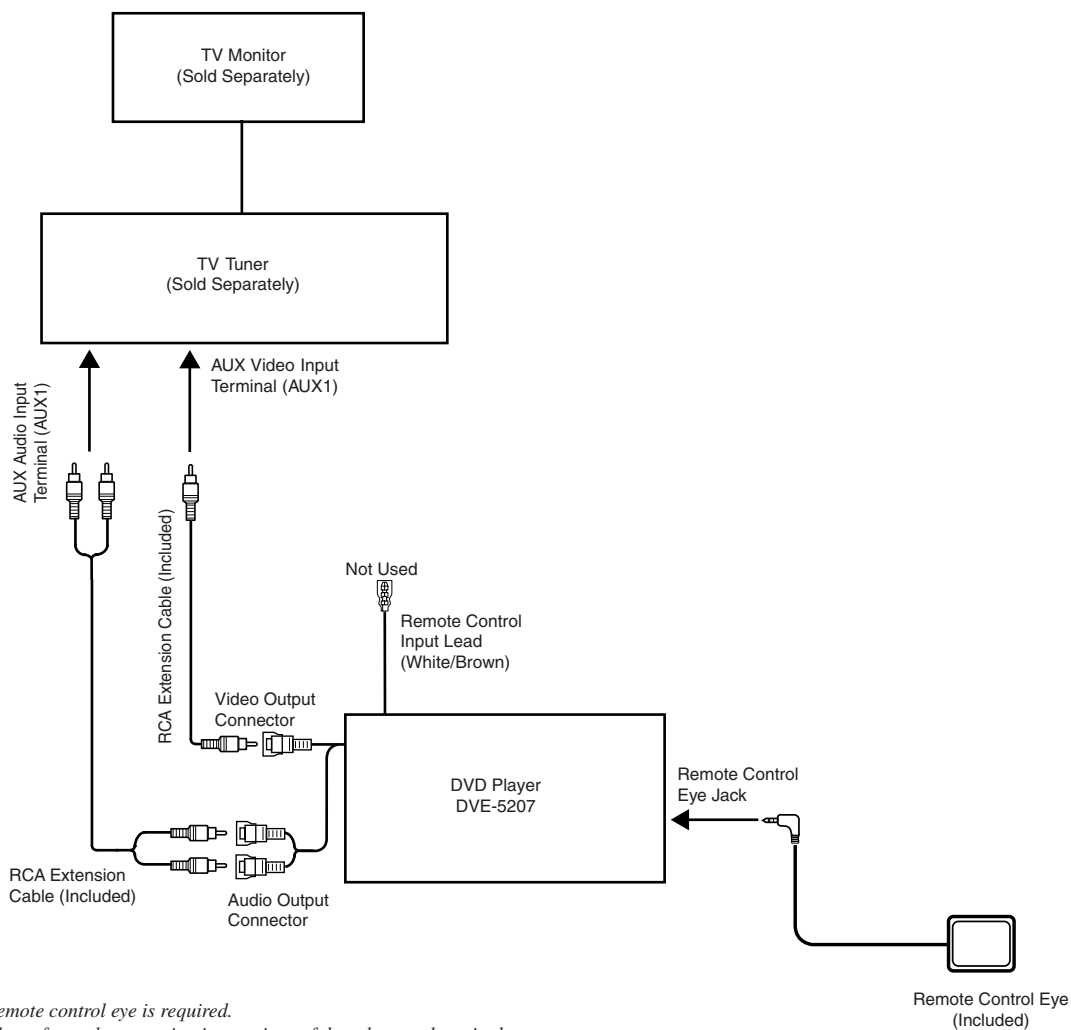 TV Monitor
(Sold Separately)
TV Tuner
(Sold Separately)
AUX Video Input
Terminal (AUX1)
AUX Audio Input
Terminal (AUX1)
RCA Extension Cable (Included)
Not Used
Remote Control
Input Lead
(White/Brown)
Video Output
Connector
DVD Player
DVE-5207
Remote Control
Eye Jack
RCA Extension
Cable (Included)
Audio Output
Connector
Remote Control Eye
(Included)
emote control eye is required.